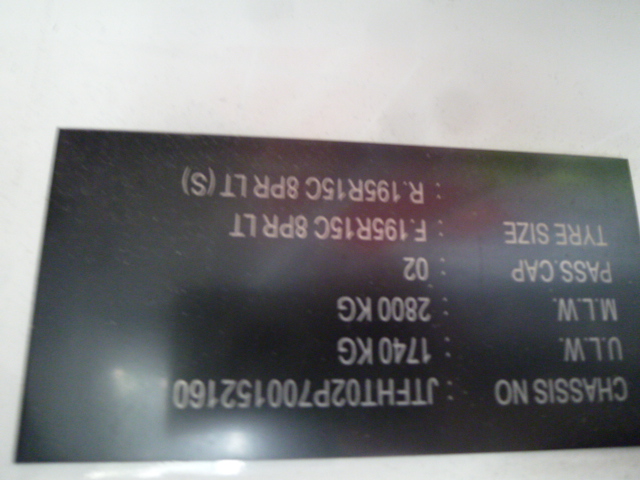 CHASSIS NO : JTFHT02P700152160
U.L.W. : 1740 KG
M.L.W. : 2800 KG
PASS.CAP : 02
TYRE SIZE : F.195R15C 8PR LT
: R.195R15C 8PR LT (S)